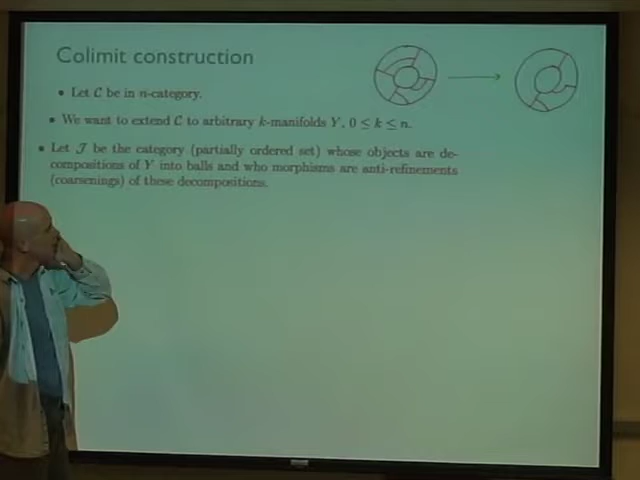 Colimit construction
• Let C be in n-category.
• We want to extend C to arbitrary k-manifolds Y, 0 ≤ k ≤ n.
• Let J be the category (partially ordered set) whose objects are de-
compositions of Y into balls and who morphisms are anti-refinements
(coarsenings) of these decompositions.